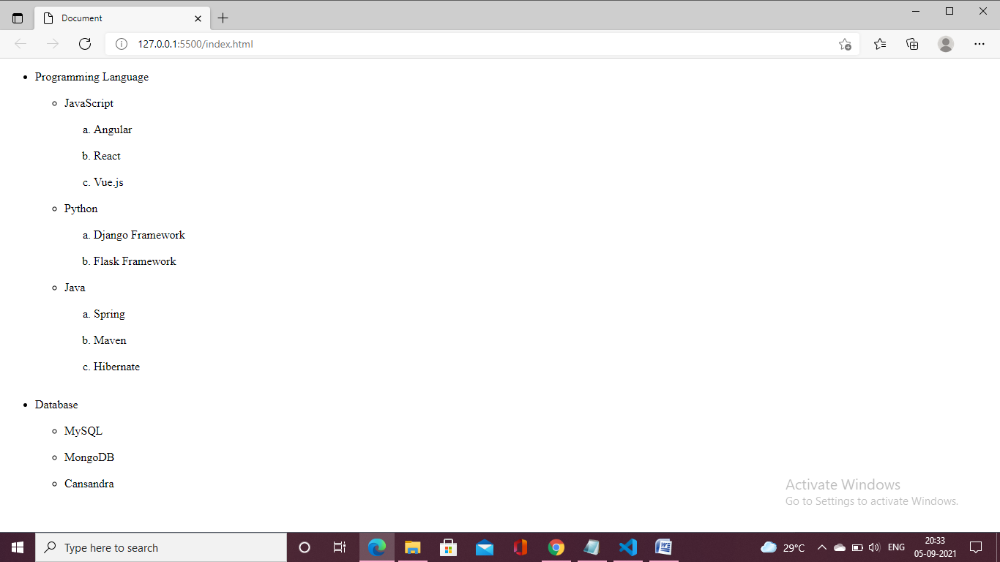 Document
127.0.0.1:5500/index.html
• Programming Language
○ JavaScript
a. Angular
b. React
c. Vue.js
○ Python
a. Django Framework
b. Flask Framework
○ Java
a. Spring
b. Maven
c. Hibernate
• Database
○ MySQL
○ MongoDB
○ Cansandra
Activate Windows
Go to Settings to activate Windows.
Type here to search
29°C
ENG
20:33
05-09-2021